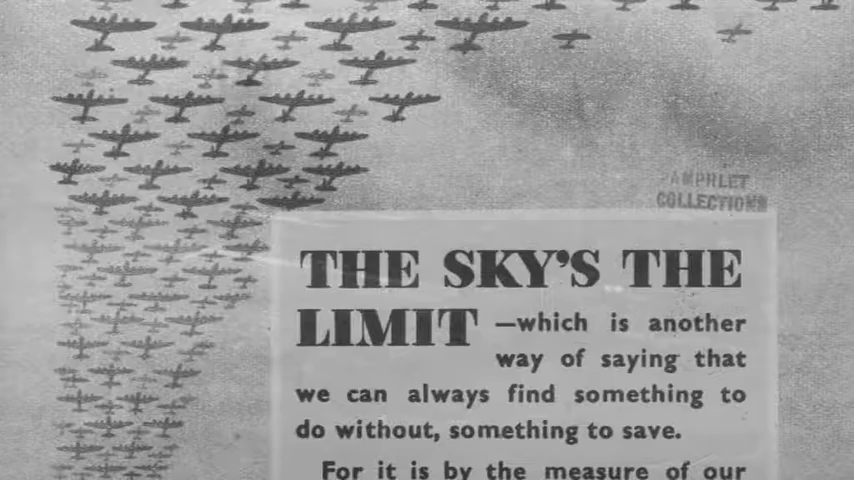 PAMPHLET
COLLECTIONS
THE SKY'S THE
LIMIT —which is another
way of saying that
we can always find something to
do without, something to save.
For it is by the measure of our